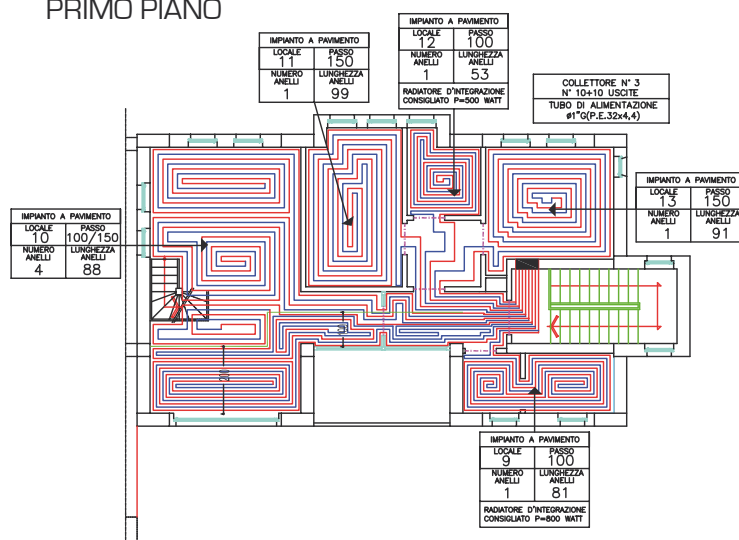 PRIMO PIANO
IMPIANTO A PAVIMENTO
LOCALE PASSO
11 150
NUMERO ANELLI LUNGHEZZA ANELLI
1 99
IMPIANTO A PAVIMENTO
LOCALE PASSO
12 100
NUMERO ANELLI LUNGHEZZA ANELLI
1 53
RADIATORE D'INTEGRAZIONE
CONSIGLIATO P=500 WATT
COLLETTORE N° 3
N° 10+10 USCITE
TUBO DI ALIMENTAZIONE
ø1"G(P.E.32x4,4)
IMPIANTO A PAVIMENTO
LOCALE PASSO
13 150
NUMERO ANELLI LUNGHEZZA ANELLI
1 91
IMPIANTO A PAVIMENTO
LOCALE PASSO
10 100/150
NUMERO ANELLI LUNGHEZZA ANELLI
4 88
IMPIANTO A PAVIMENTO
LOCALE PASSO
9 100
NUMERO ANELLI LUNGHEZZA ANELLI
1 81
RADIATORE D'INTEGRAZIONE
CONSIGLIATO P=800 WATT